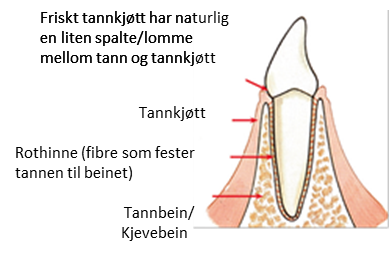 Friskt tannkjøtt har naturlig
en liten spalte/lomme
mellom tann og tannkjøtt
Tannkjøtt
Rothinne (fibre som fester
tannen til beinet)
Tannbein/
Kjevebein